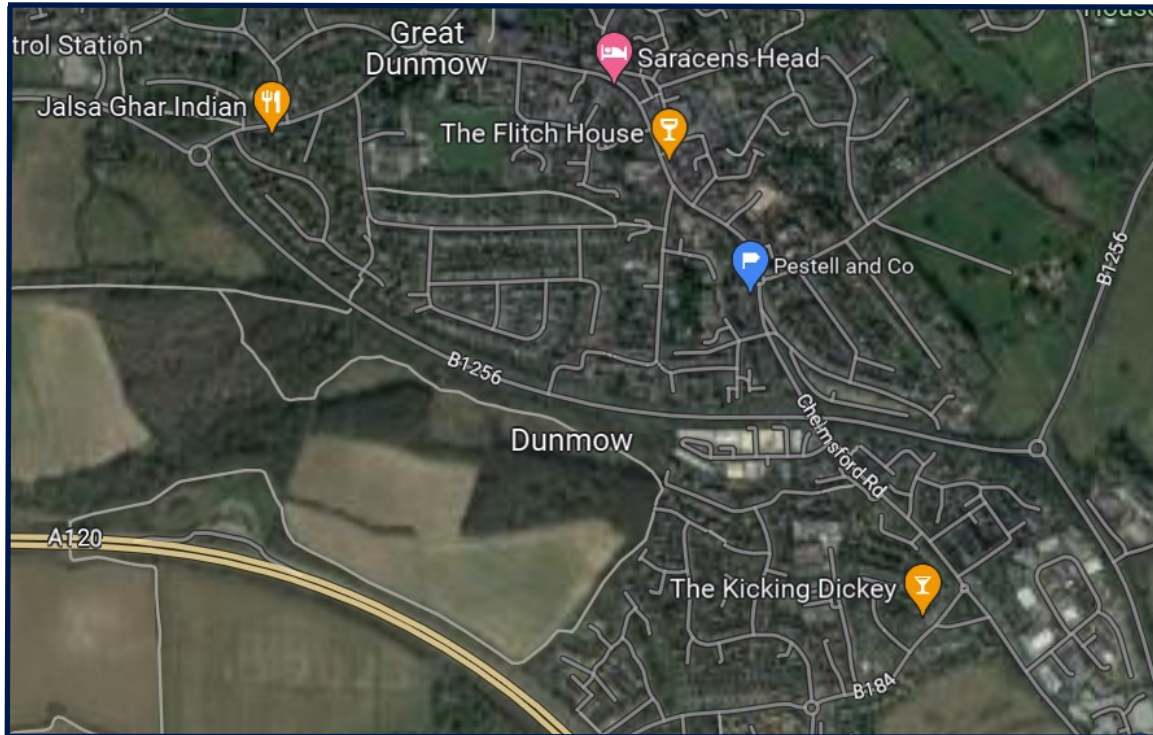 Great
Dunmow
trol Station
Saracens Head
Jalsa Ghar Indian
The Flitch House
Pestell and Co
B1256
B1256
Dunmow
Chelmsford Rd
A120
The Kicking Dickey
B184